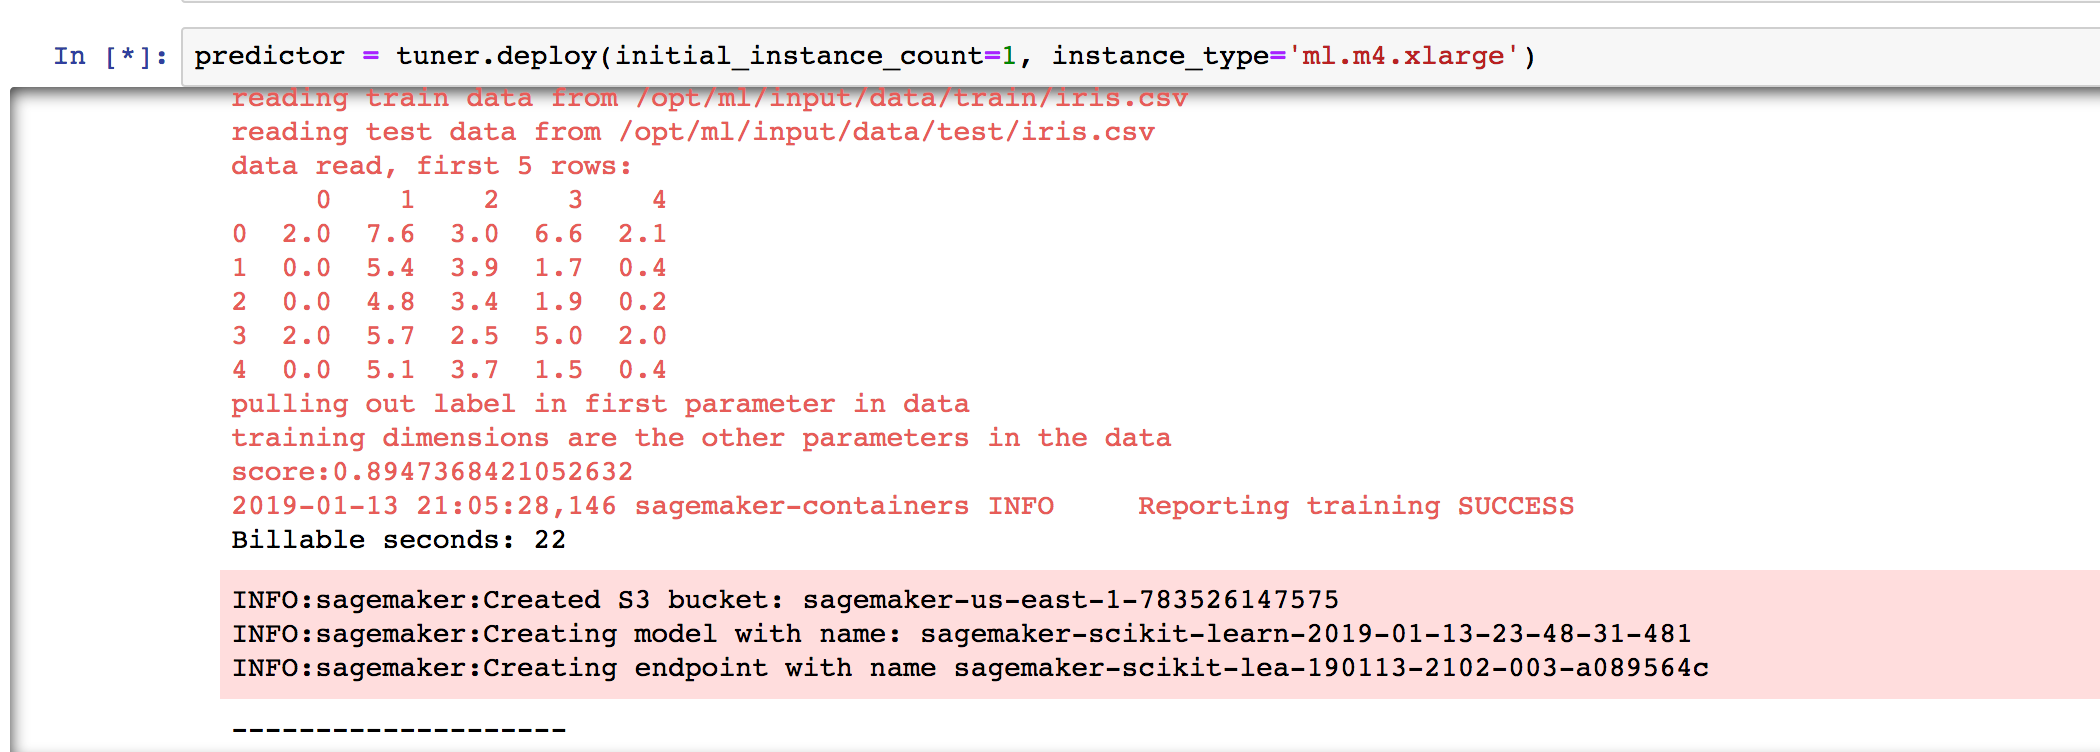 In [*]: predictor = tuner.deploy(initial_instance_count=1, instance_type='ml.m4.xlarge')
reading train data from /opt/ml/input/data/train/iris.csv
reading test data from /opt/ml/input/data/test/iris.csv
data read, first 5 rows:
     0    1    2    3    4
0  2.0  7.6  3.0  6.6  2.1
1  0.0  5.4  3.9  1.7  0.4
2  0.0  4.8  3.4  1.9  0.2
3  2.0  5.7  2.5  5.0  2.0
4  0.0  5.1  3.7  1.5  0.4
pulling out label in first parameter in data
training dimensions are the other parameters in the data
score:0.8947368421052632
2019-01-13 21:05:28,146 sagemaker-containers INFO     Reporting training SUCCESS
Billable seconds: 22
INFO:sagemaker:Created S3 bucket: sagemaker-us-east-1-783526147575
INFO:sagemaker:Creating model with name: sagemaker-scikit-learn-2019-01-13-23-48-31-481
INFO:sagemaker:Creating endpoint with name sagemaker-scikit-lea-190113-2102-003-a089564c
--------------------